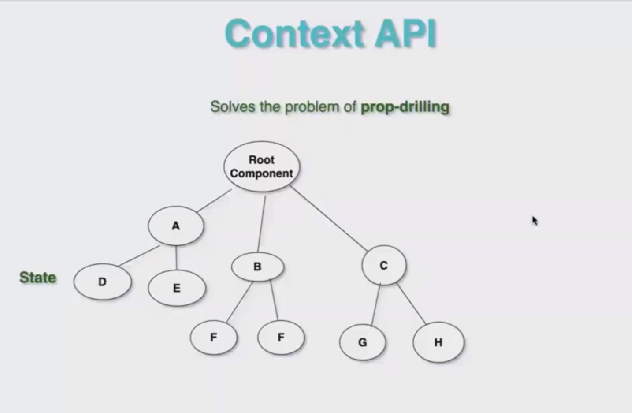 Context API
Solves the problem of prop-drilling
Root
Component
A
B
C
State
D
E
F
F
G
H